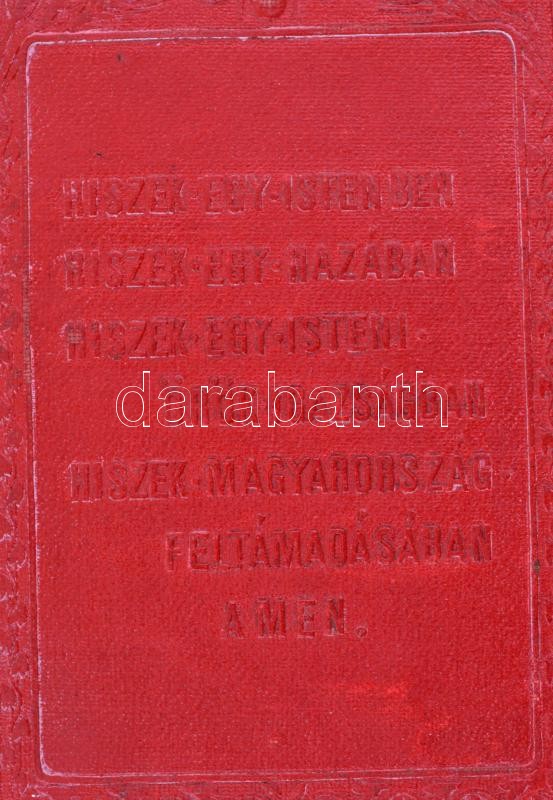 HISZEK·EGY·ISTENBEN
HISZEK·EGY·HAZÁBAN
HISZEK·EGY·ISTENI·
darabanth
HISZEK·MAGYARORSZÁG·
FELTÁMADÁSÁBAN
AMEN.